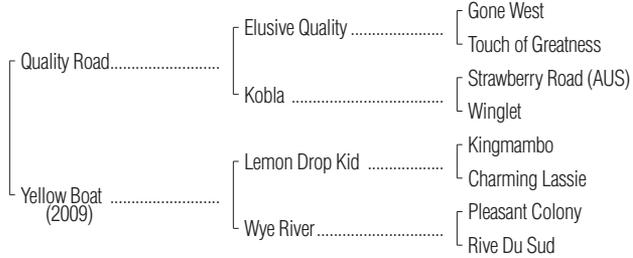 Gone West
Elusive Quality
Touch of Greatness
Quality Road
Strawberry Road (AUS)
Kobla
Winglet
Kingmambo
Lemon Drop Kid
Charming Lassie
Yellow Boat
(2009)
Pleasant Colony
Wye River
Rive Du Sud